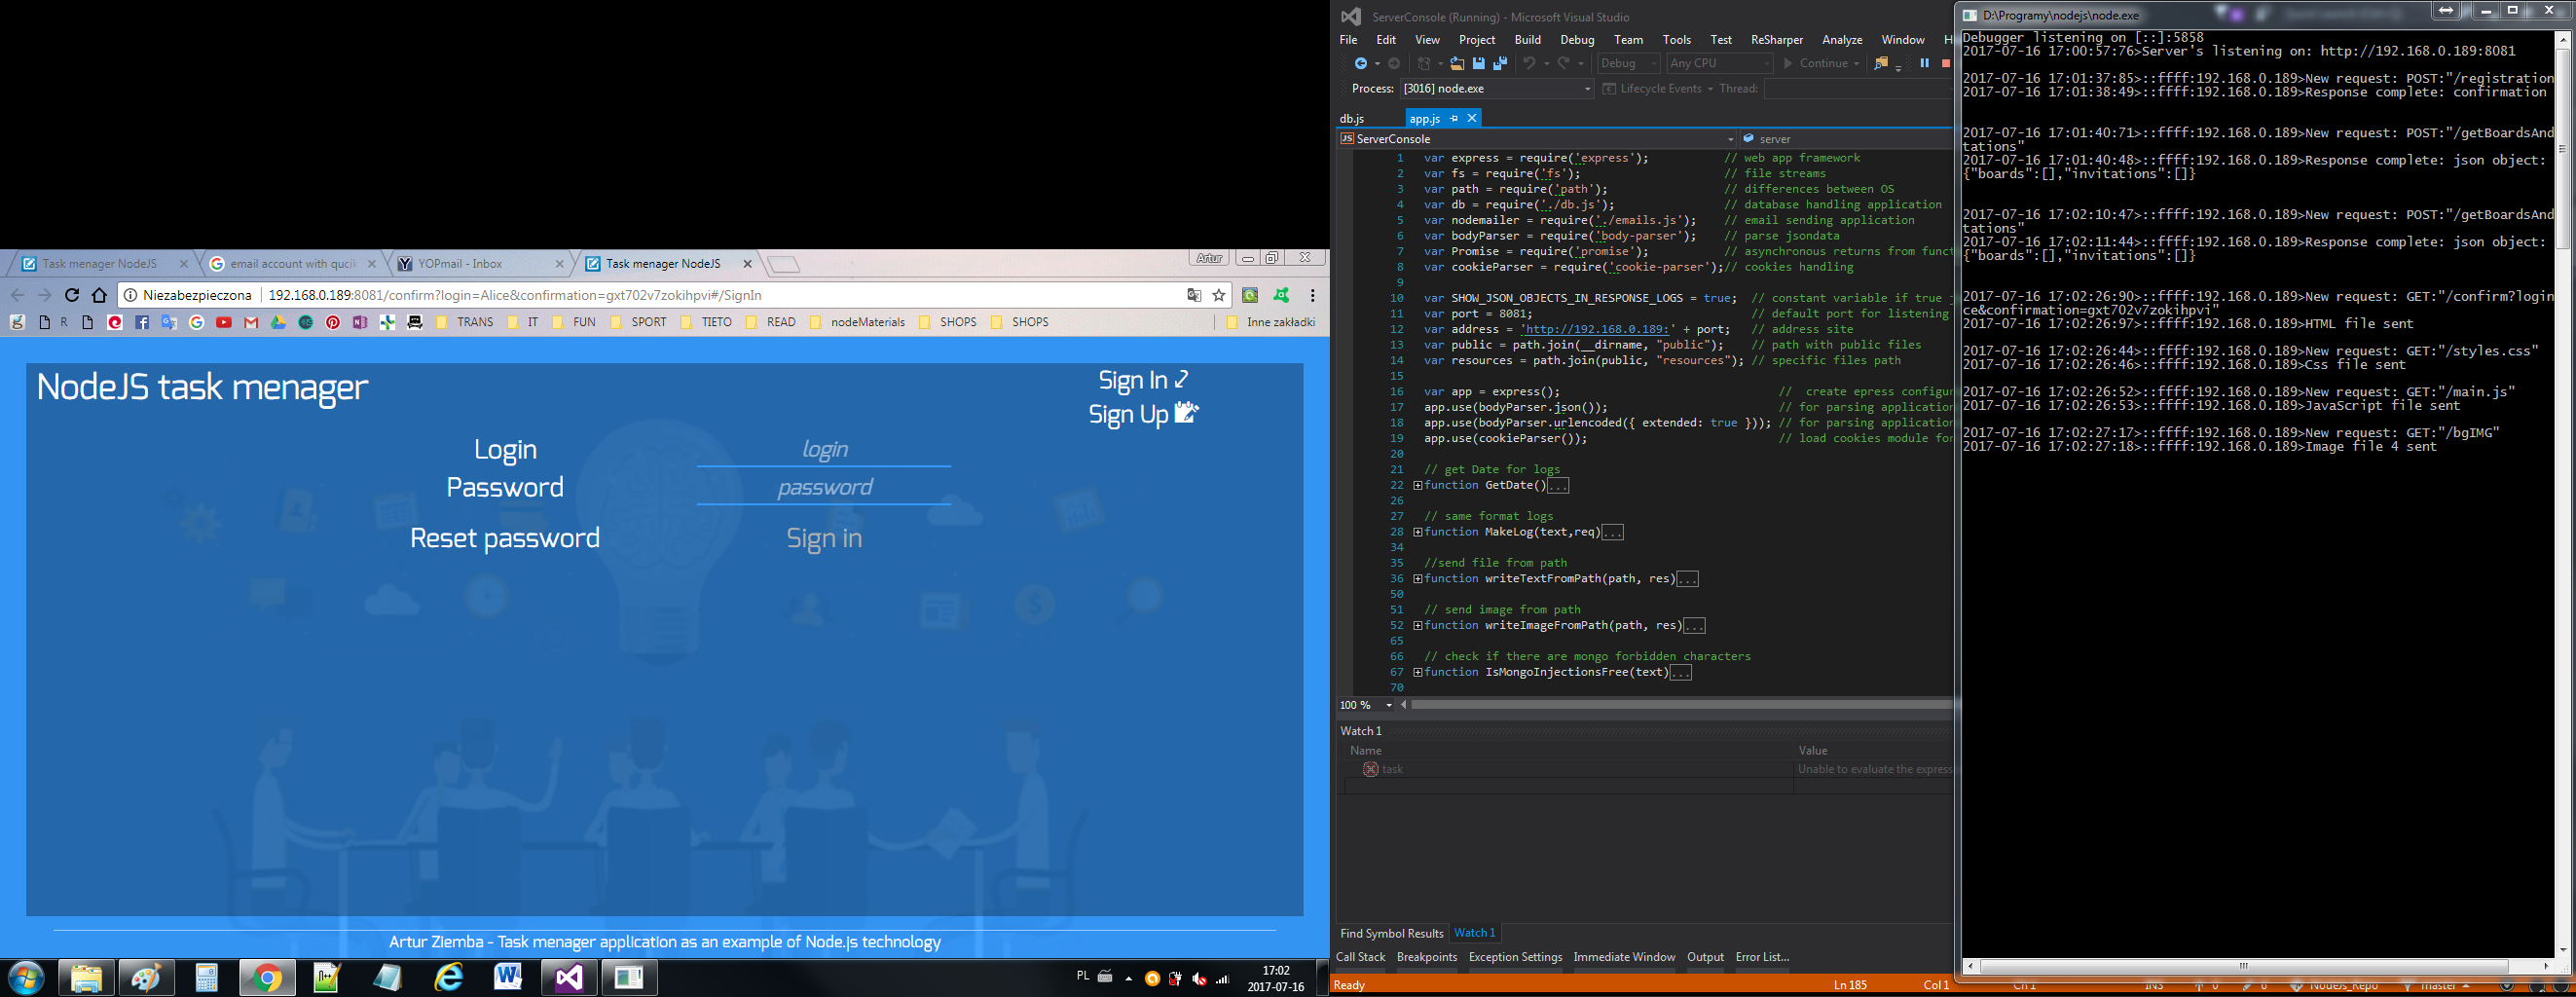 Task menager NodeJS
email account with qucik
YOPmail - Inbox
Task menager NodeJS
Artur
Niezabezpieczona
192.168.0.189:8081/confirm?login=Alice&confirmation=gxt702v7zokihpvi#/SignIn
R
TRANS
IT
FUN
SPORT
TIETO
READ
nodeMaterials
SHOPS
SHOPS
Inne zakładki
NodeJS task menager
Sign In
Sign Up
Login
login
Password
password
Reset password
Sign in
Artur Ziemba - Task menager application as an example of Node.js technology
PL
17:02
2017-07-16
ServerConsole (Running) - Microsoft Visual Studio
File Edit View Project Build Debug Team Tools Test ReSharper Analyze Window H
Debug
Any CPU
Continue
Process: [3016] node.exe
Lifecycle Events
Thread:
db.js
app.js
ServerConsole
server
1 var express = require('express'); // web app framework
2 var fs = require('fs'); // file streams
3 var path = require('path'); // differences between OS
4 var db = require('./db.js'); // database handling application
5 var nodemailer = require('./emails.js'); // email sending application
6 var bodyParser = require('body-parser'); // parse jsondata
7 var Promise = require('promise'); // asynchronous returns from funct
8 var cookieParser = require('cookie-parser');// cookies handling
9
10 var SHOW_JSON_OBJECTS_IN_RESPONSE_LOGS = true; // constant variable if true j
11 var port = 8081; // default port for listening
12 var address = 'http://192.168.0.189:' + port; // address site
13 var public = path.join(__dirname, "public"); // path with public files
14 var resources = path.join(public, "resources"); // specific files path
15
16 var app = express(); // create epress configur
17 app.use(bodyParser.json()); // for parsing application
18 app.use(bodyParser.urlencoded({ extended: true })); // for parsing application
19 app.use(cookieParser()); // load cookies module for
20
21 // get Date for logs
22 function GetDate()...
26
27 // same format logs
28 function MakeLog(text,req)...
34
35 //send file from path
36 function writeTextFromPath(path, res)...
50
51 // send image from path
52 function writeImageFromPath(path, res)...
65
66 // check if there are mongo forbidden characters
67 function IsMongoInjectionsFree(text)...
70
100 %
Watch 1
Name
Value
task
Unable to evaluate the express
Find Symbol Results
Watch 1
Call Stack Breakpoints Exception Settings Immediate Window Output Error List...
Ready
Ln 185
Col 1
Ch 1
INS
0
6
NodeJS_Repo
master
D:\Programy\nodejs\node.exe
Debugger listening on [::]:5858
2017-07-16 17:00:57:76>Server's listening on: http://192.168.0.189:8081
2017-07-16 17:01:37:85>::ffff:192.168.0.189>New request: POST:"/registration
2017-07-16 17:01:38:49>::ffff:192.168.0.189>Response complete: confirmation
2017-07-16 17:01:40:71>::ffff:192.168.0.189>New request: POST:"/getBoardsAnd
tations"
2017-07-16 17:01:40:48>::ffff:192.168.0.189>Response complete: json object:
{"boards":[],"invitations":[]}
2017-07-16 17:02:10:47>::ffff:192.168.0.189>New request: POST:"/getBoardsAnd
tations"
2017-07-16 17:02:11:44>::ffff:192.168.0.189>Response complete: json object:
{"boards":[],"invitations":[]}
2017-07-16 17:02:26:90>::ffff:192.168.0.189>New request: GET:"/confirm?login
ce&confirmation=gxt702v7zokihpvi"
2017-07-16 17:02:26:97>::ffff:192.168.0.189>HTML file sent
2017-07-16 17:02:26:44>::ffff:192.168.0.189>New request: GET:"/styles.css"
2017-07-16 17:02:26:46>::ffff:192.168.0.189>Css file sent
2017-07-16 17:02:26:52>::ffff:192.168.0.189>New request: GET:"/main.js"
2017-07-16 17:02:26:53>::ffff:192.168.0.189>JavaScript file sent
2017-07-16 17:02:27:17>::ffff:192.168.0.189>New request: GET:"/bgIMG"
2017-07-16 17:02:27:18>::ffff:192.168.0.189>Image file 4 sent